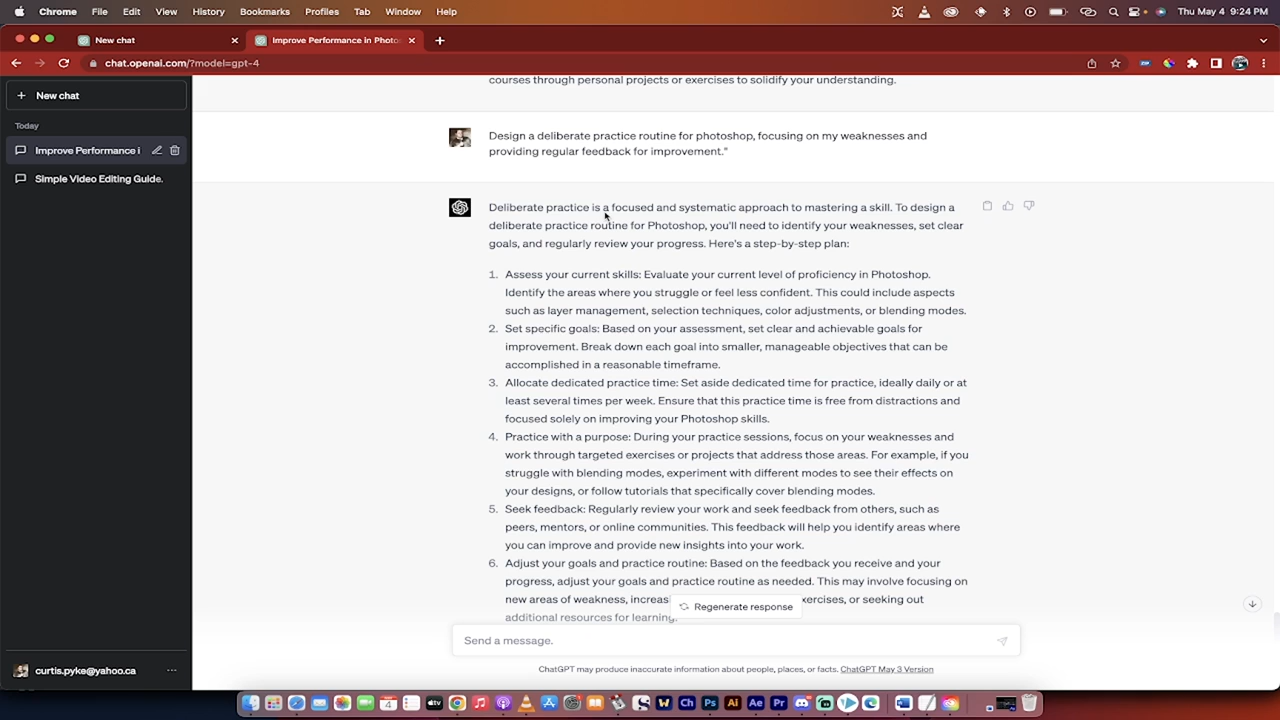 Chrome File Edit View History Bookmarks Profiles Tab Window Help Thu May 4 9:24 PM
New chat
Improve Performance in Photos
chat.openai.com/?model=gpt-4
New chat
Today
Improve Performance i
Simple Video Editing Guide.
courses through personal projects or exercises to solidify your understanding.
Design a deliberate practice routine for photoshop, focusing on my weaknesses and
providing regular feedback for improvement."
Deliberate practice is a focused and systematic approach to mastering a skill. To design a
deliberate practice routine for Photoshop, you'll need to identify your weaknesses, set clear
goals, and regularly review your progress. Here's a step-by-step plan:
1. Assess your current skills: Evaluate your current level of proficiency in Photoshop.
Identify the areas where you struggle or feel less confident. This could include aspects
such as layer management, selection techniques, color adjustments, or blending modes.
2. Set specific goals: Based on your assessment, set clear and achievable goals for
improvement. Break down each goal into smaller, manageable objectives that can be
accomplished in a reasonable timeframe.
3. Allocate dedicated practice time: Set aside dedicated time for practice, ideally daily or at
least several times per week. Ensure that this practice time is free from distractions and
focused solely on improving your Photoshop skills.
4. Practice with a purpose: During your practice sessions, focus on your weaknesses and
work through targeted exercises or projects that address those areas. For example, if you
struggle with blending modes, experiment with different modes to see their effects on
your designs, or follow tutorials that specifically cover blending modes.
5. Seek feedback: Regularly review your work and seek feedback from others, such as
peers, mentors, or online communities. This feedback will help you identify areas where
you can improve and provide new insights into your work.
6. Adjust your goals and practice routine: Based on the feedback you receive and your
progress, adjust your goals and practice routine as needed. This may involve focusing on
new areas of weakness, increas Regenerate response xercises, or seeking out
additional resources for learning.
Send a message.
ChatGPT may produce inaccurate information about people, places, or facts. ChatGPT May 3 Version
curtis.pyke@yahoo.ca